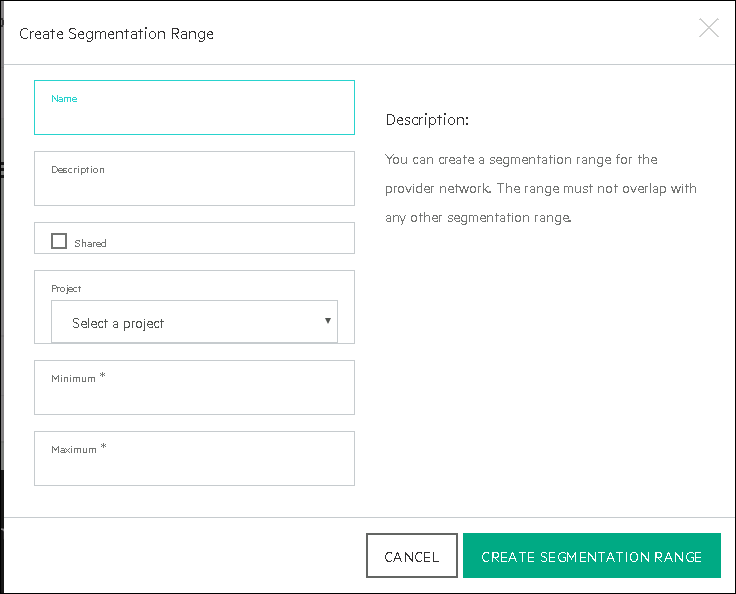 Create Segmentation Range
Name
Description
Shared
Project
Select a project
Minimum *
Maximum *
Description:
You can create a segmentation range for the
provider network. The range must not overlap with
any other segmentation range.
CANCEL
CREATE SEGMENTATION RANGE